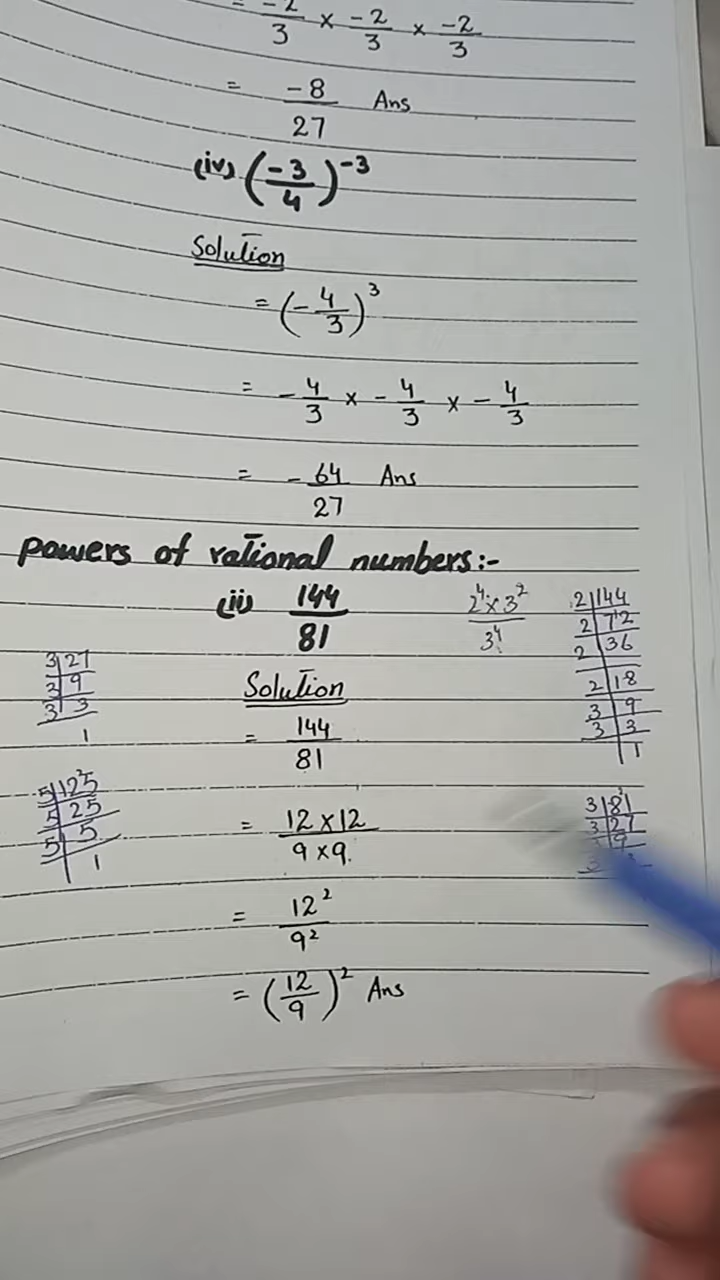 = -2/3 × -2/3 × -2/3
= -8/27 Ans
(iv) (-3/4)^-3
Solution
= (-4/3)^3
= -4/3 × -4/3 × -4/3
= -64/27 Ans
Powers of rational numbers:-
(ii) 144/81
2^4 × 3^2 / 3^4
2|144
2|72
2|36
2|18
3|9
3|3
|1
3|27
3|9
3|3
1
Solution
= 144/81
5|125
5|25
5|5
|1
= 12 × 12 / 9 × 9
3|81
3|27
9
= 12^2 / 9^2
= (12/9)^2 Ans